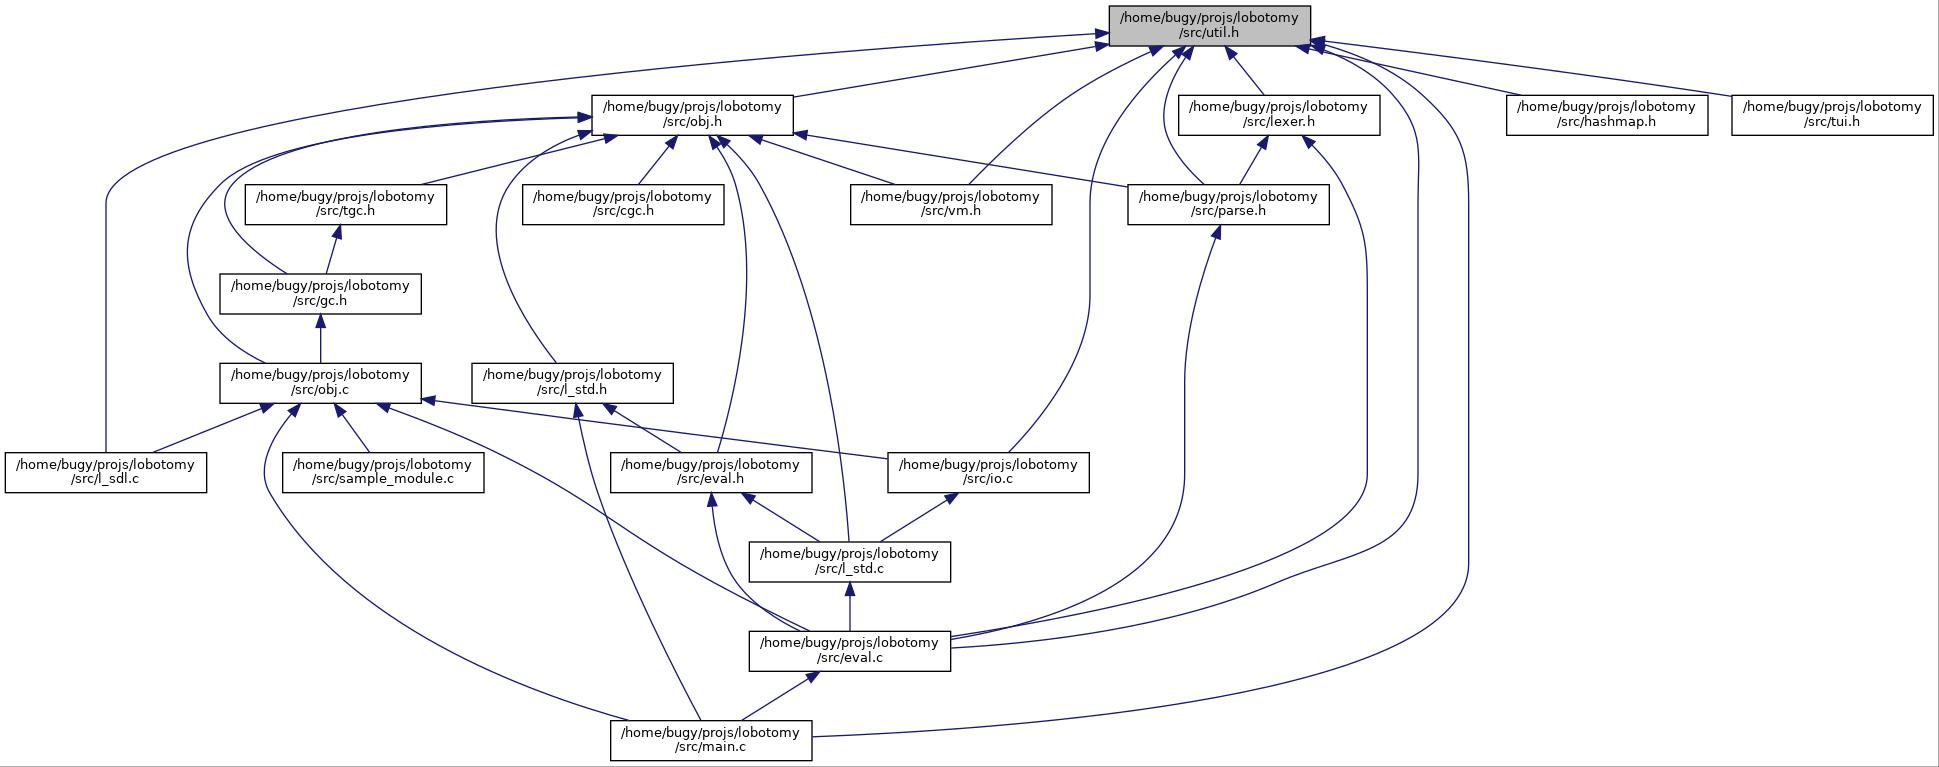 /home/bugy/projs/lobotomy
/src/util.h
/home/bugy/projs/lobotomy
/src/obj.h
/home/bugy/projs/lobotomy
/src/lexer.h
/home/bugy/projs/lobotomy
/src/hashmap.h
/home/bugy/projs/lobotomy
/src/tui.h
/home/bugy/projs/lobotomy
/src/tgc.h
/home/bugy/projs/lobotomy
/src/cgc.h
/home/bugy/projs/lobotomy
/src/vm.h
/home/bugy/projs/lobotomy
/src/parse.h
/home/bugy/projs/lobotomy
/src/gc.h
/home/bugy/projs/lobotomy
/src/obj.c
/home/bugy/projs/lobotomy
/src/l_std.h
/home/bugy/projs/lobotomy
/src/l_sdl.c
/home/bugy/projs/lobotomy
/src/sample_module.c
/home/bugy/projs/lobotomy
/src/eval.h
/home/bugy/projs/lobotomy
/src/io.c
/home/bugy/projs/lobotomy
/src/l_std.c
/home/bugy/projs/lobotomy
/src/eval.c
/home/bugy/projs/lobotomy
/src/main.c